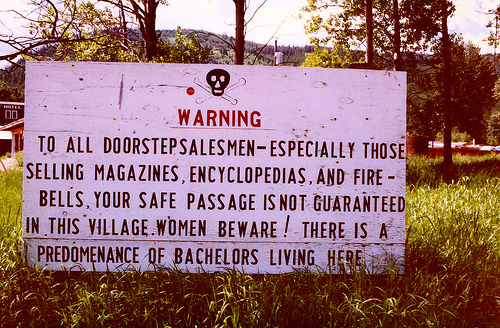 HOTEL
WARNING
TO ALL DOORSTEPSALESMEN-ESPECIALLY THOSE
SELLING MAGAZINES, ENCYCLOPEDIAS, AND FIRE-
BELLS, YOUR SAFE PASSAGE IS NOT GUARANTEED
IN THIS VILLAGE. WOMEN BEWARE! THERE IS A
PREDOMENANCE OF BACHELORS LIVING HERE